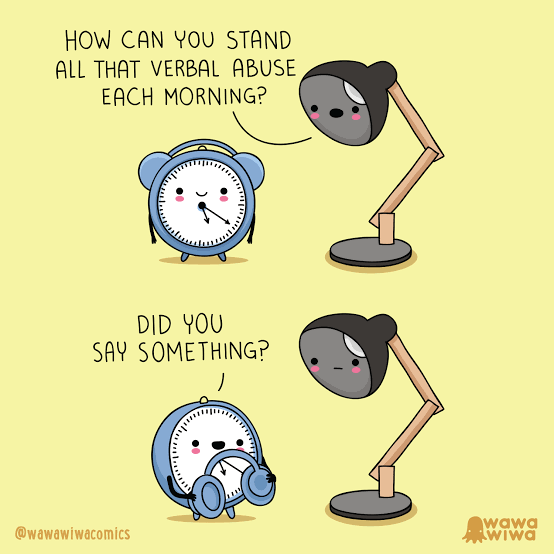 HOW CAN YOU STAND
ALL THAT VERBAL ABUSE
EACH MORNING?
DID YOU
SAY SOMETHING?
@wawawiwacomics
wawa
wiwa